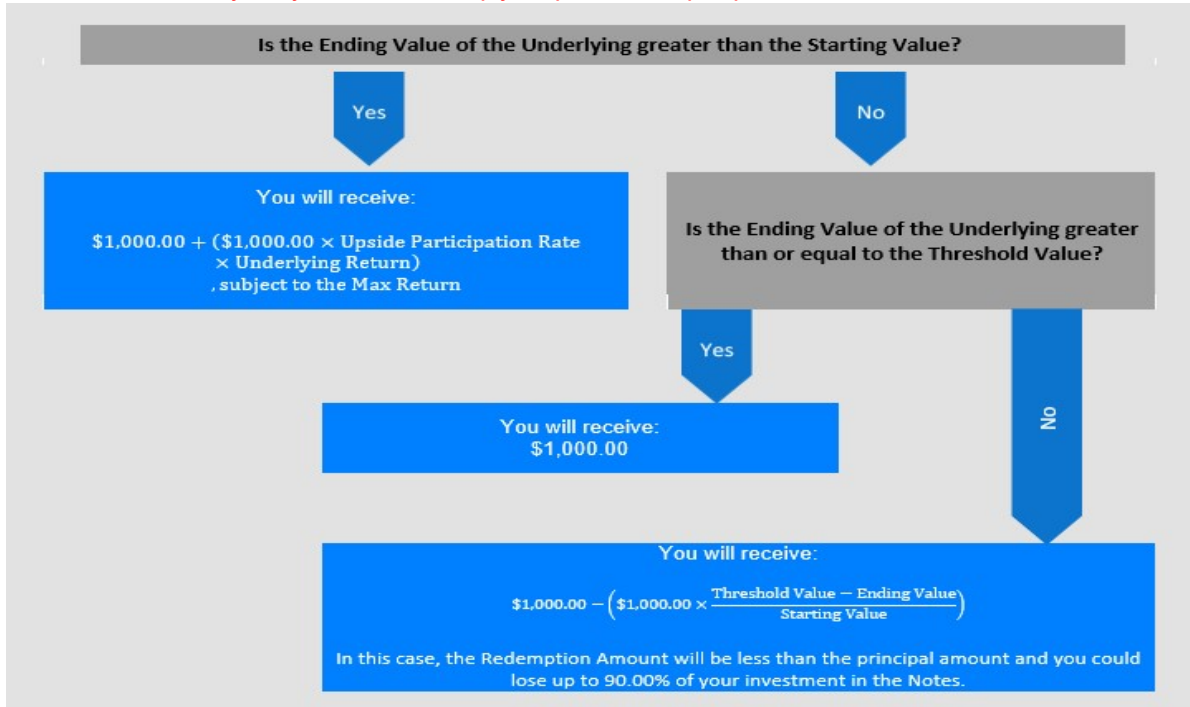 Is the Ending Value of the Underlying greater than the Starting Value?
Yes
No
You will receive:
$1,000.00 + ($1,000.00 × Upside Participation Rate
× Underlying Return)
, subject to the Max Return
Is the Ending Value of the Underlying greater
than or equal to the Threshold Value?
Yes
No
You will receive:
$1,000.00
You will receive:
$1,000.00 − ($1,000.00 × Threshold Value − Ending Value / Starting Value)
In this case, the Redemption Amount will be less than the principal amount and you could
lose up to 90.00% of your investment in the Notes.